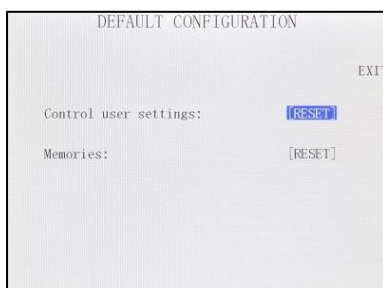 DEFAULT CONFIGURATION
EXIT
Control user settings: [RESET]
Memories: [RESET]